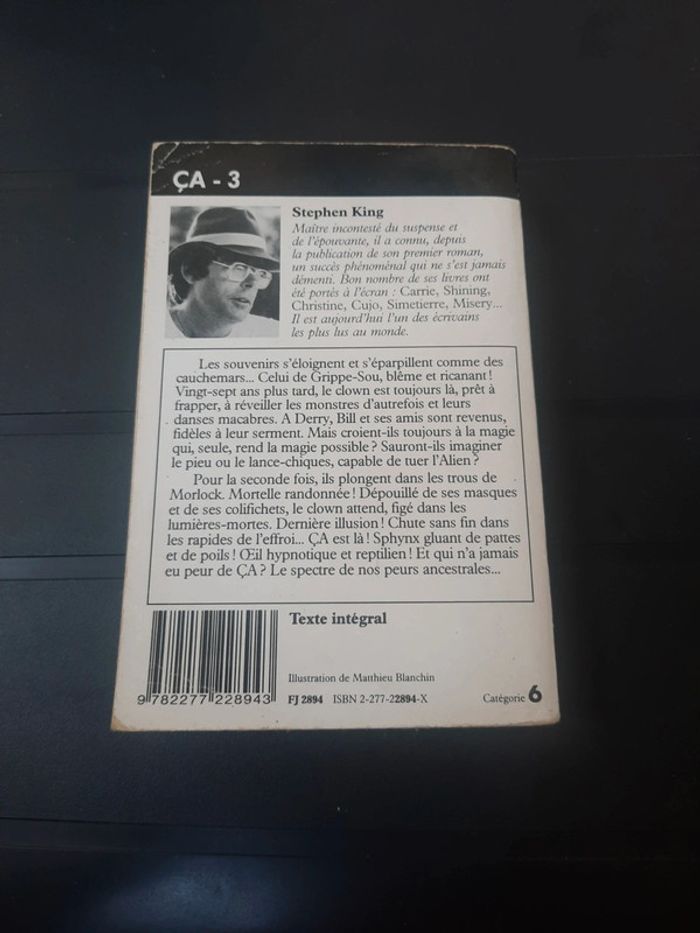 ÇA - 3
Stephen King
Maître incontesté du suspense et
de l'épouvante, il a connu, depuis
la publication de son premier roman,
un succès phénoménal qui ne s'est jamais
démenti. Bon nombre de ses livres ont
été portés à l'écran : Carrie, Shining,
Christine, Cujo, Simetierre, Misery...
Il est aujourd'hui l'un des écrivains
les plus lus au monde.
Les souvenirs s'éloignent et s'éparpillent comme des
cauchemars... Celui de Grippe-Sou, blême et ricanant !
Vingt-sept ans plus tard, le clown est toujours là, prêt à
frapper, à réveiller les monstres d'autrefois et leurs
danses macabres. A Derry, Bill et ses amis sont revenus,
fidèles à leur serment. Mais croient-ils toujours à la magie
qui, seule, rend la magie possible ? Sauront-ils imaginer
le pieu ou le lance-chiques, capable de tuer l'Alien ?
Pour la seconde fois, ils plongent dans les trous de
Morlock. Mortelle randonnée ! Dépouillé de ses masques
et de ses colifichets, le clown attend, figé dans les
lumières-mortes. Dernière illusion ! Chute sans fin dans
les rapides de l'effroi... ÇA est là ! Sphynx gluant de pattes
et de poils ! Œil hypnotique et reptilien ! Et qui n'a jamais
eu peur de ÇA ? Le spectre de nos peurs ancestrales...
Texte intégral
Illustration de Matthieu Blanchin
9 782277 228943
FJ 2894 ISBN 2-277-22894-X
Catégorie 6